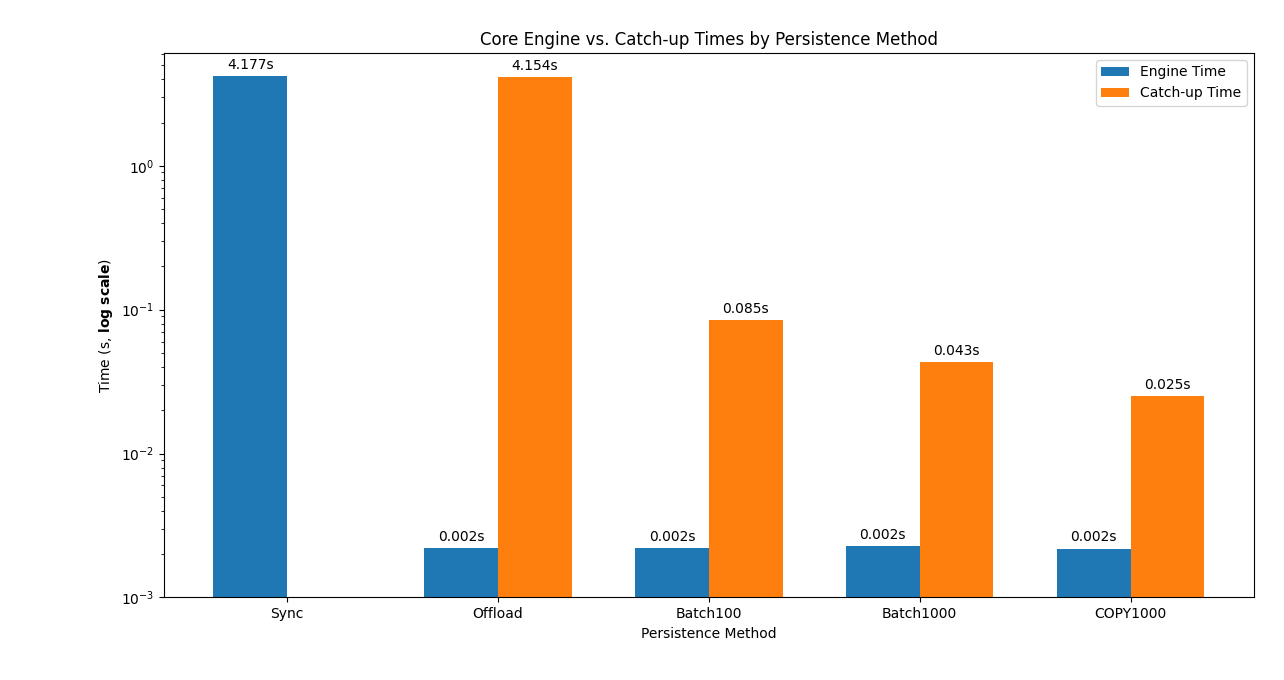 Core Engine vs. Catch-up Times by Persistence Method
4.177s
4.154s
Engine Time
Catch-up Time
10⁰
10⁻¹
10⁻²
10⁻³
Time (s, log scale)
0.085s
0.043s
0.025s
0.002s
0.002s
0.002s
0.002s
Sync
Offload
Batch100
Batch1000
COPY1000
Persistence Method